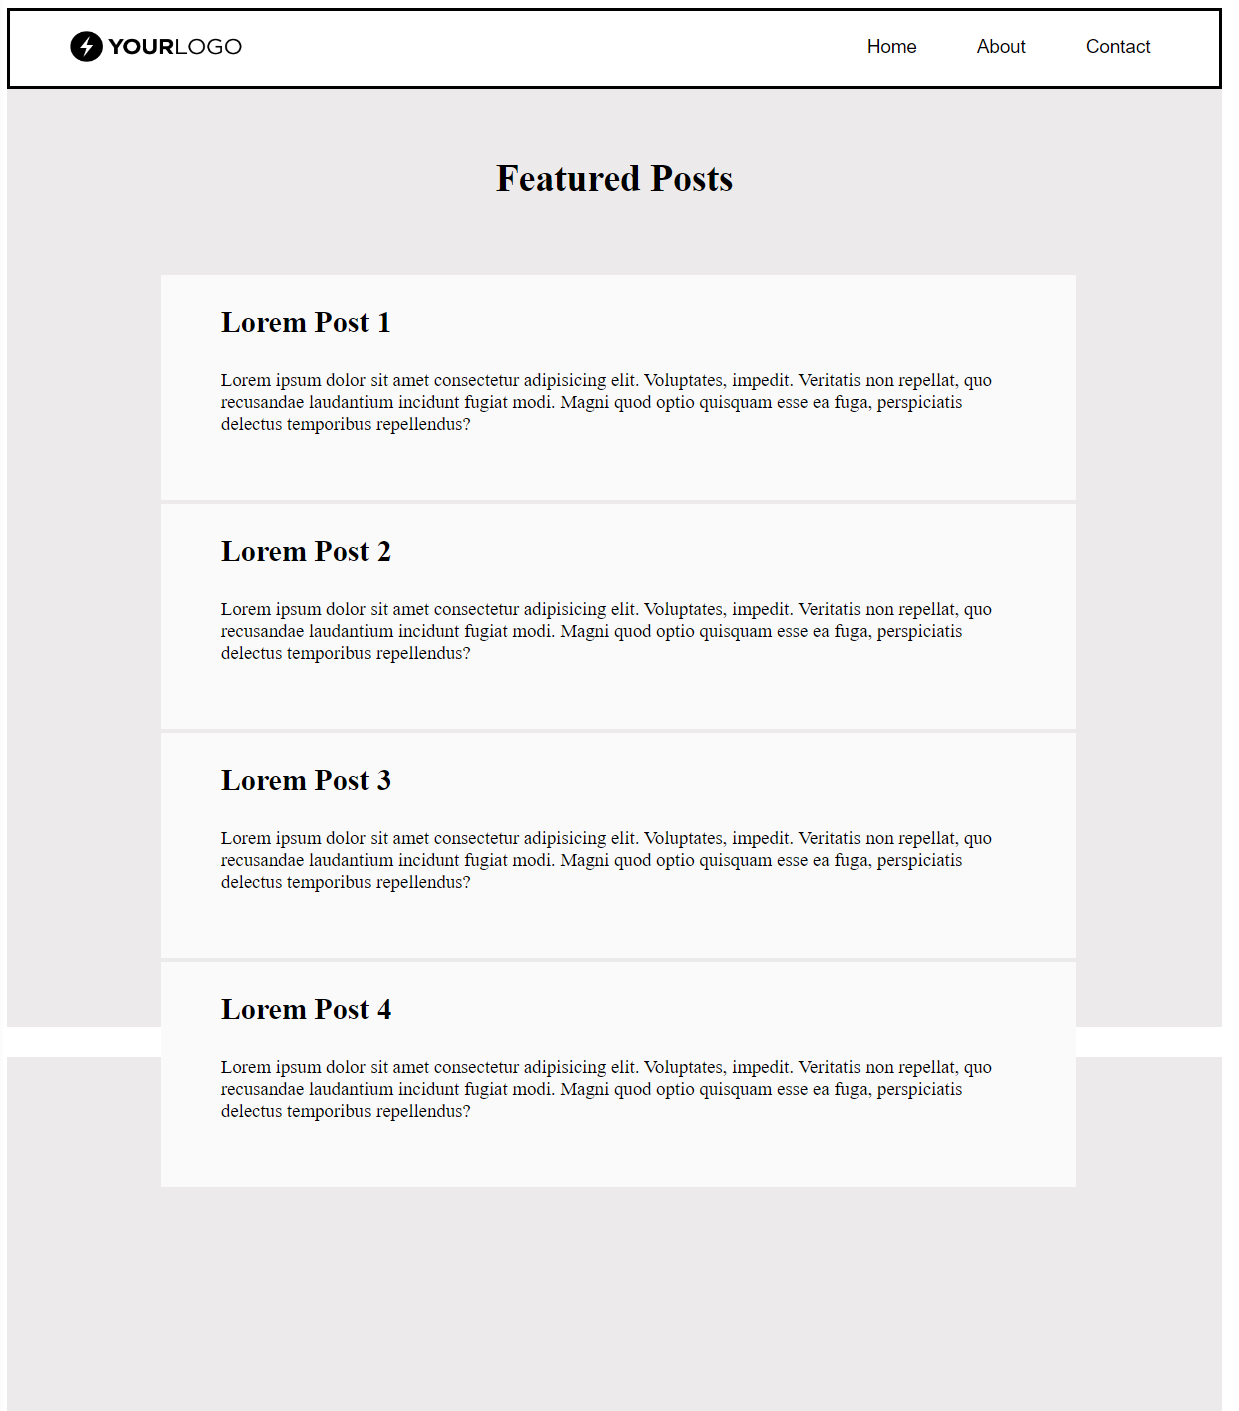 YOURLOGO
Home About Contact
Featured Posts
Lorem Post 1
Lorem ipsum dolor sit amet consectetur adipisicing elit. Voluptates, impedit. Veritatis non repellat, quo
recusandae laudantium incidunt fugiat modi. Magni quod optio quisquam esse ea fuga, perspiciatis
delectus temporibus repellendus?
Lorem Post 2
Lorem ipsum dolor sit amet consectetur adipisicing elit. Voluptates, impedit. Veritatis non repellat, quo
recusandae laudantium incidunt fugiat modi. Magni quod optio quisquam esse ea fuga, perspiciatis
delectus temporibus repellendus?
Lorem Post 3
Lorem ipsum dolor sit amet consectetur adipisicing elit. Voluptates, impedit. Veritatis non repellat, quo
recusandae laudantium incidunt fugiat modi. Magni quod optio quisquam esse ea fuga, perspiciatis
delectus temporibus repellendus?
Lorem Post 4
Lorem ipsum dolor sit amet consectetur adipisicing elit. Voluptates, impedit. Veritatis non repellat, quo
recusandae laudantium incidunt fugiat modi. Magni quod optio quisquam esse ea fuga, perspiciatis
delectus temporibus repellendus?